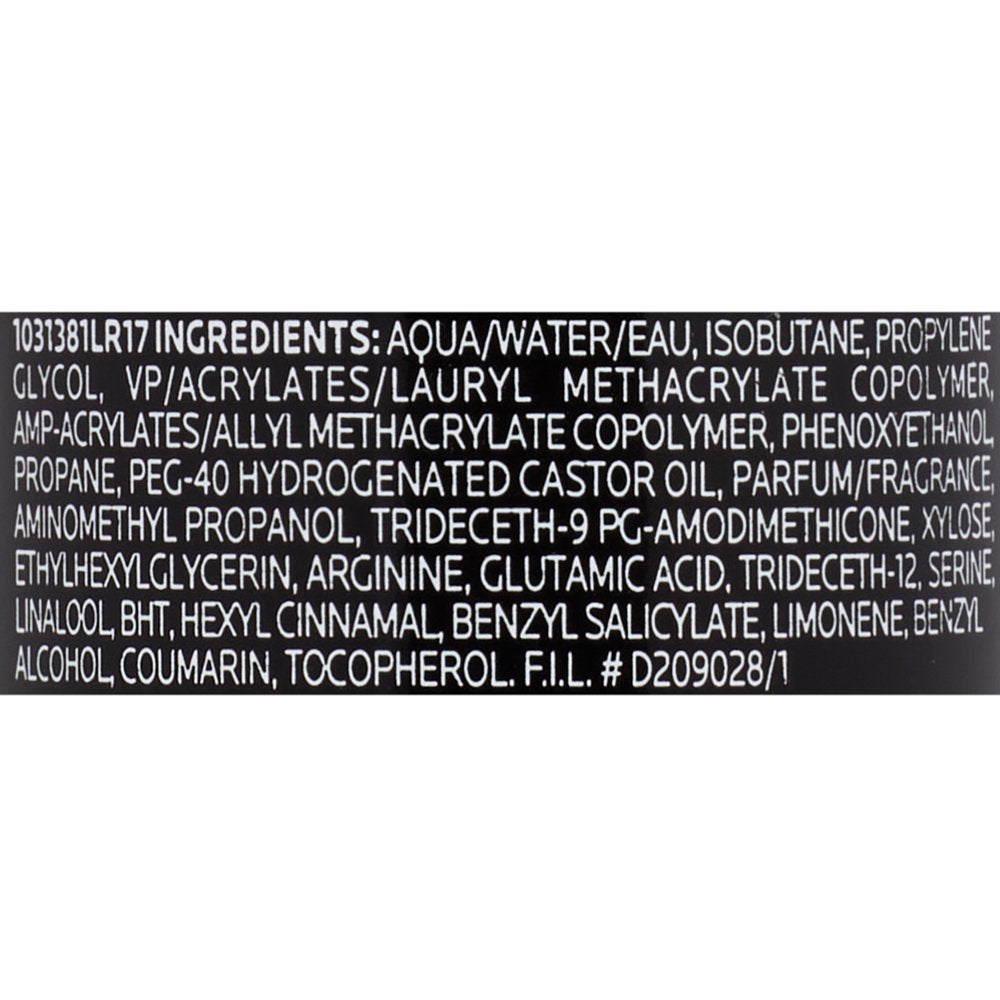 1031381LR17 INGREDIENTS: AQUA/WATER/EAU, ISOBUTANE, PROPYLENE
GLYCOL, VP/ACRYLATES/LAURYL METHACRYLATE COPOLYMER,
AMP-ACRYLATES/ALLYL METHACRYLATE COPOLYMER, PHENOXYETHANOL,
PROPANE, PEG-40 HYDROGENATED CASTOR OIL, PARFUM/FRAGRANCE,
AMINOMETHYL PROPANOL, TRIDECETH-9 PG-AMODIMETHICONE, XYLOSE,
ETHYLHEXYLGLYCERIN, ARGININE, GLUTAMIC ACID, TRIDECETH-12, SERINE,
LINALOOL, BHT, HEXYL CINNAMAL, BENZYL SALICYLATE, LIMONENE, BENZYL
ALCOHOL, COUMARIN, TOCOPHEROL. F.I.L. # D209028/1